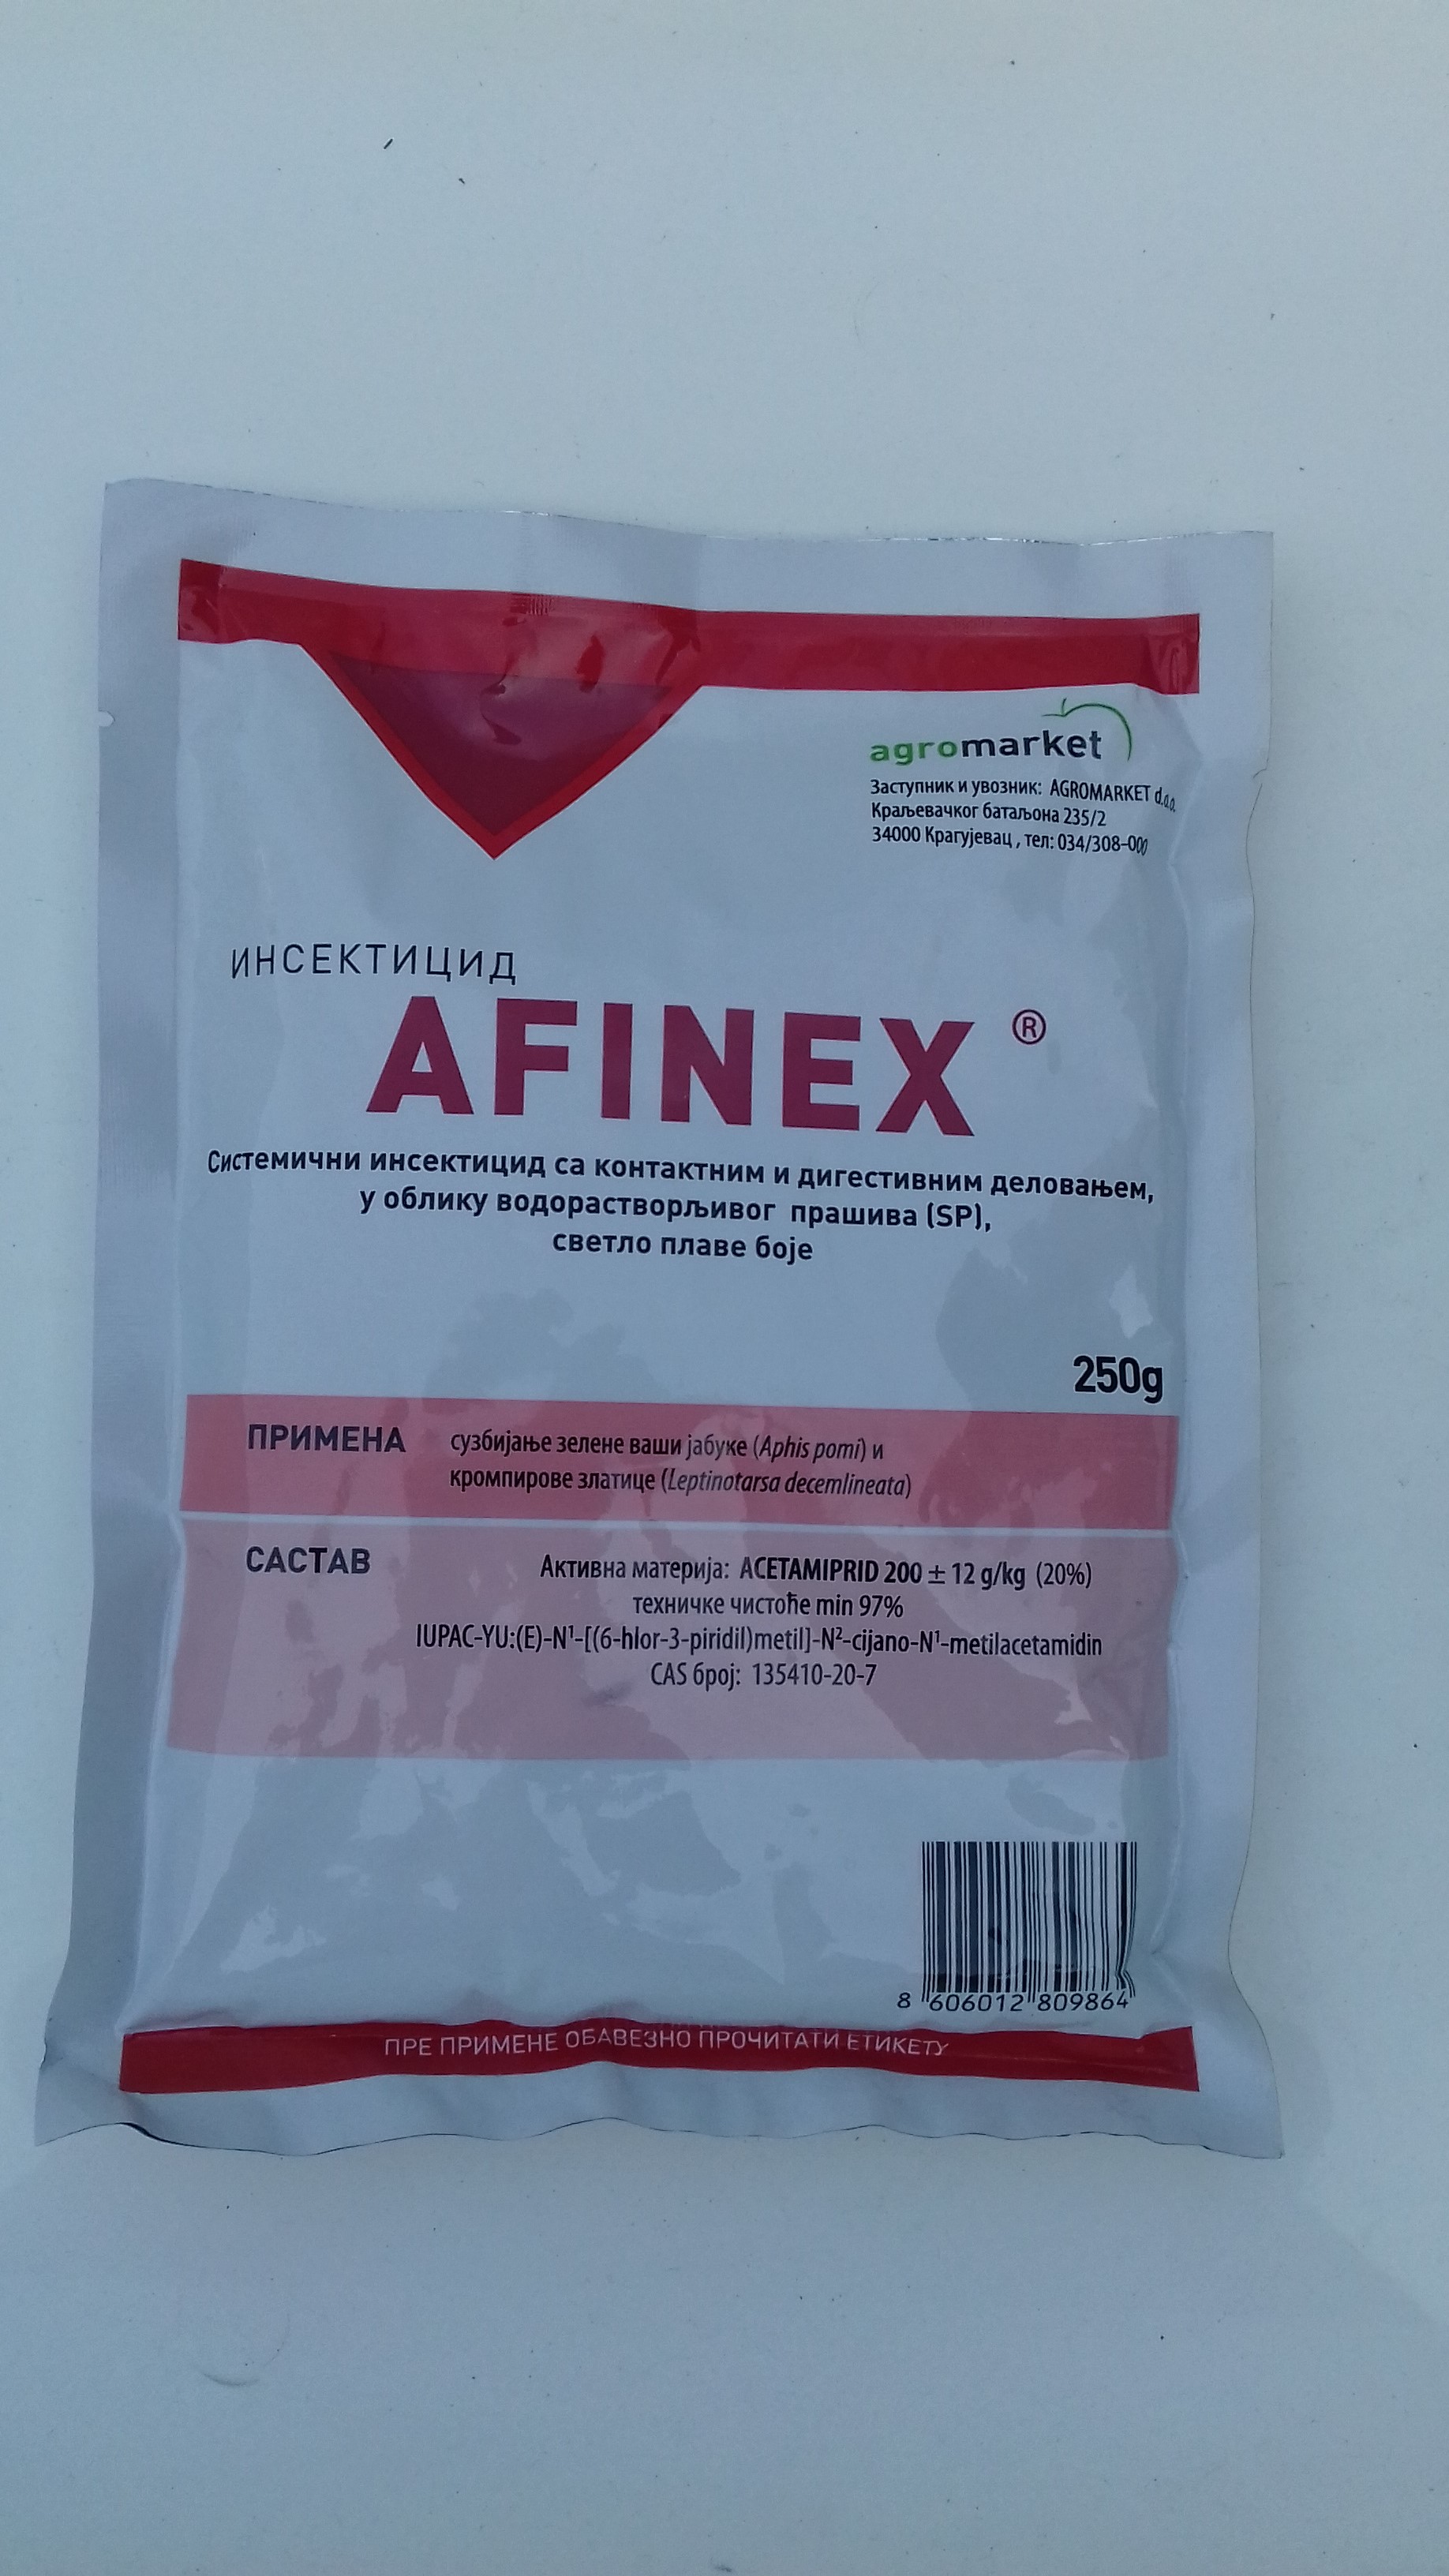 agromarket
Заступник и увозник: AGROMARKET d.o.o.
Краљевачког батаљона 235/2
34000 Крагујевац , тел: 034/308-000
ИНСЕКТИЦИД
AFINEX ®
Системични инсектицид са контактним и дигестивним деловањем,
у облику водорастворљивог прашива (SP),
светло плаве боје
250g
ПРИМЕНА сузбијање зелене ваши јабуке (Aphis pomi) и
кромпирове златице (Leptinotarsa decemlineata)
САСТАВ Активна материја: ACETAMIPRID 200 ± 12 g/kg (20%)
техничке чистоће min 97%
IUPAC-YU:(E)-N¹-[(6-hlor-3-piridil)metil]-N²-cijano-N¹-metilacetamidin
CAS број: 135410-20-7
8 606012 809864
ПРЕ ПРИМЕНЕ ОБАВЕЗНО ПРОЧИТАТИ ЕТИКЕТУ